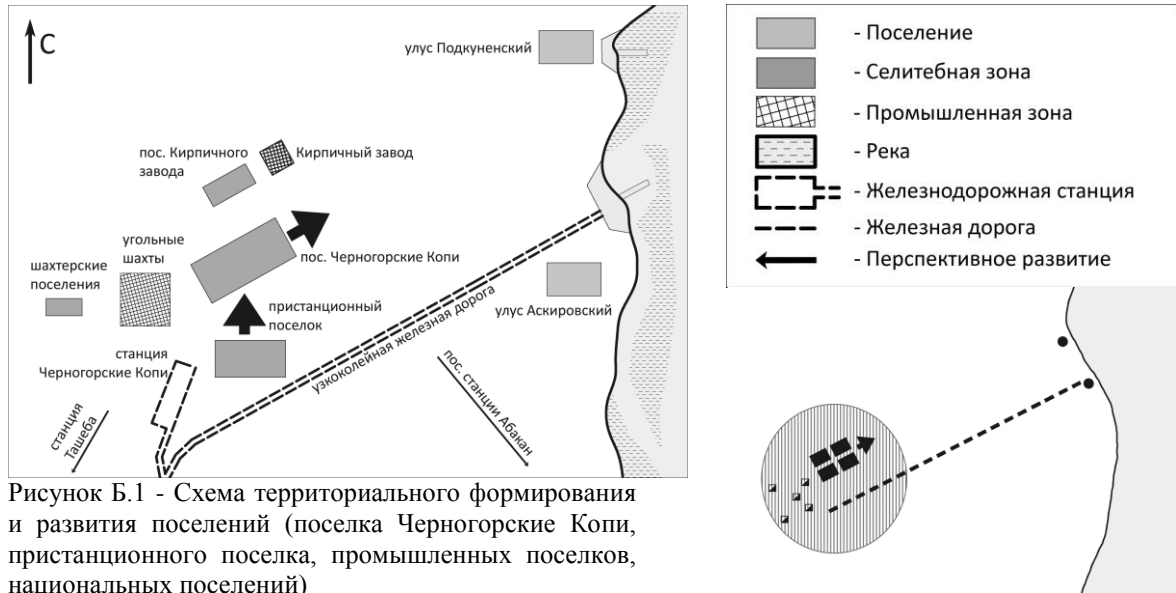 С
улус Подкуненский
пос. Кирпичного
завода
Кирпичный завод
угольные
шахты
шахтерские
поселения
пос. Черногорские Копи
пристанционный
поселок
улус Аскировский
станция
Черногорские Копи
узкоколейная железная дорога
пос. станции Абакан
станция
Ташеба
Рисунок Б.1 - Схема территориального формирования
и развития поселений (поселка Черногорские Копи,
пристанционного поселка, промышленных поселков,
национальных поселений)
- Поселение
- Селитебная зона
- Промышленная зона
- Река
- Железнодорожная станция
- Железная дорога
- Перспективное развитие